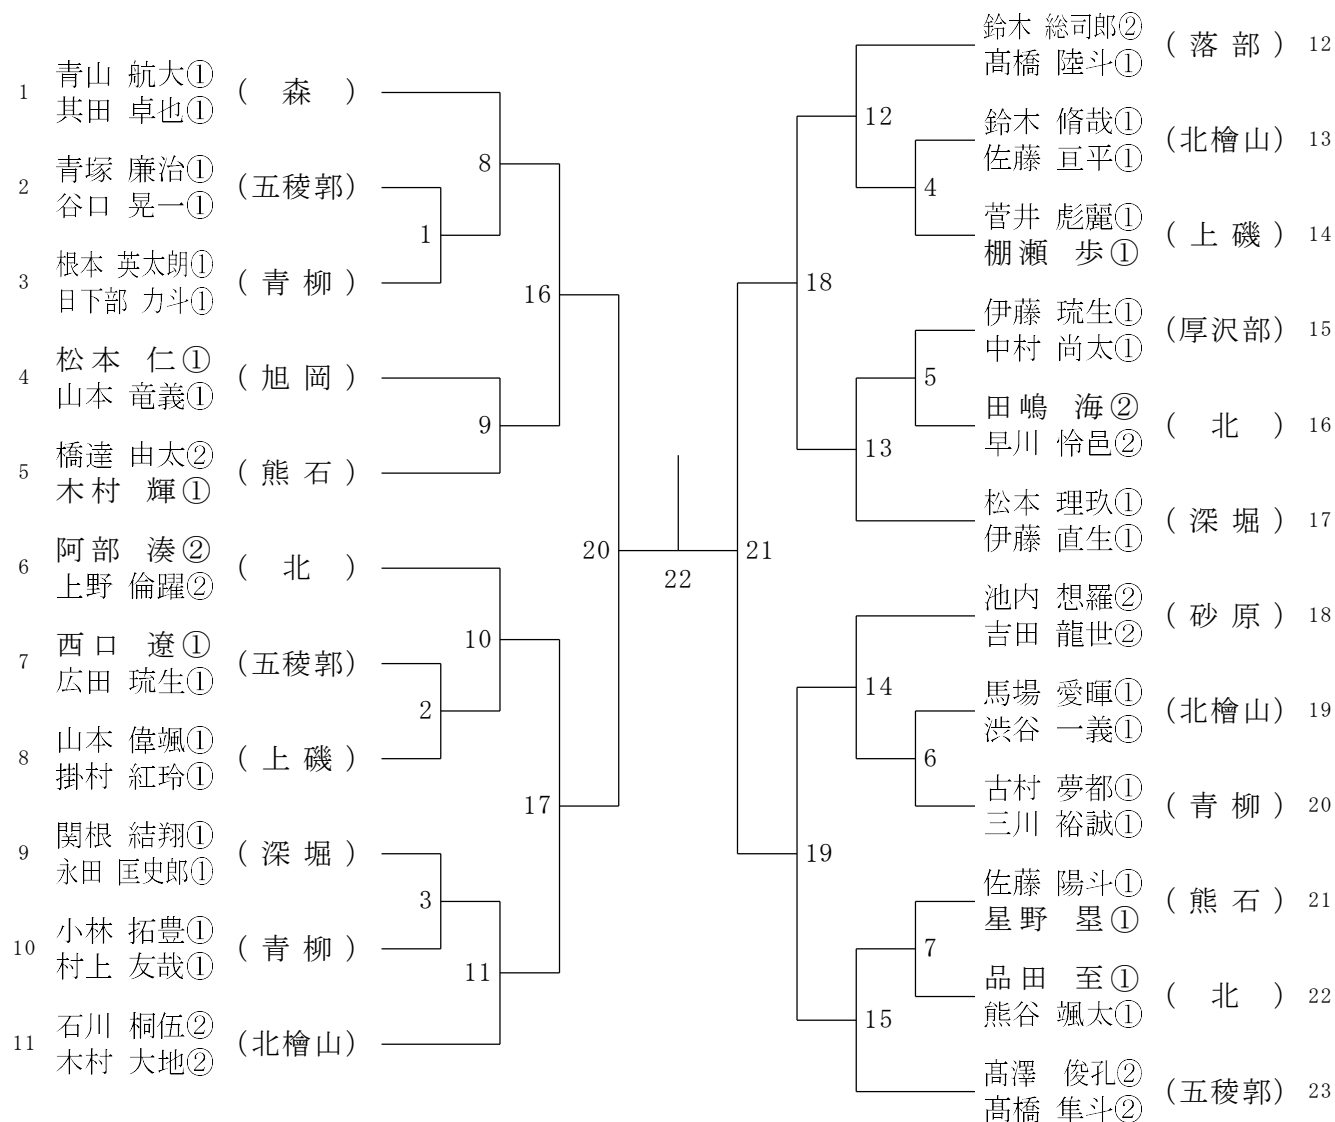 1 青山 航大① 其田 卓也① ( 森 )
2 青塚 廉治① 谷口 晃一① (五稜郭)
3 根本 英太朗① 日下部 力斗① ( 青 柳 )
4 松 本 仁① 山本 竜義① ( 旭 岡 )
5 橋達 由太② 木 村 輝① ( 熊 石 )
6 阿 部 湊② 上野 倫躍② ( 北 )
7 西 口 遼① 広田 琉生① (五稜郭)
8 山本 偉颯① 掛村 紅玲① ( 上 磯 )
9 関根 結翔① 永田 匡史郎① ( 深 堀 )
10 小林 拓豊① 村上 友哉① ( 青 柳 )
11 石川 桐伍② 木村 大地② (北檜山)
8
1
16
9
20
10
2
17
3
11
22
21
12
4
18
5
13
14
6
19
7
15
鈴木 総司郎② 髙橋 陸斗① ( 落 部 ) 12
鈴木 脩哉① 佐藤 亘平① (北檜山) 13
菅井 彪麗① 棚 瀬 歩① ( 上 磯 ) 14
伊藤 琉生① 中村 尚太① (厚沢部) 15
田 嶋 海② 早川 怜邑② ( 北 ) 16
松本 理玖① 伊藤 直生① ( 深 堀 ) 17
池内 想羅② 吉田 龍世② ( 砂 原 ) 18
馬場 愛暉① 渋谷 一義① (北檜山) 19
古村 夢都① 三川 裕誠① ( 青 柳 ) 20
佐藤 陽斗① 星 野 塁① ( 熊 石 ) 21
品 田 至① 熊谷 颯太① ( 北 ) 22
髙澤 俊孔② 髙橋 隼斗② (五稜郭) 23